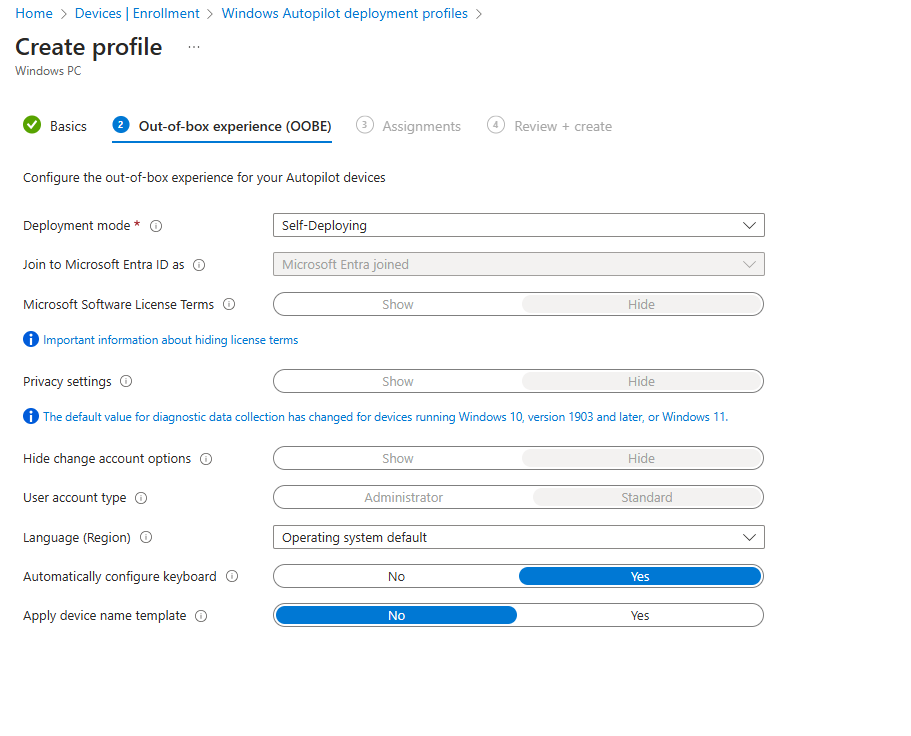 Home > Devices | Enrollment > Windows Autopilot deployment profiles >
Create profile ...
Windows PC
Basics 2 Out-of-box experience (OOBE) 3 Assignments 4 Review + create
Configure the out-of-box experience for your Autopilot devices
Deployment mode * Self-Deploying
Join to Microsoft Entra ID as Microsoft Entra joined
Microsoft Software License Terms Show Hide
Important information about hiding license terms
Privacy settings Show Hide
The default value for diagnostic data collection has changed for devices running Windows 10, version 1903 and later, or Windows 11.
Hide change account options Show Hide
User account type Administrator Standard
Language (Region) Operating system default
Automatically configure keyboard No Yes
Apply device name template No Yes